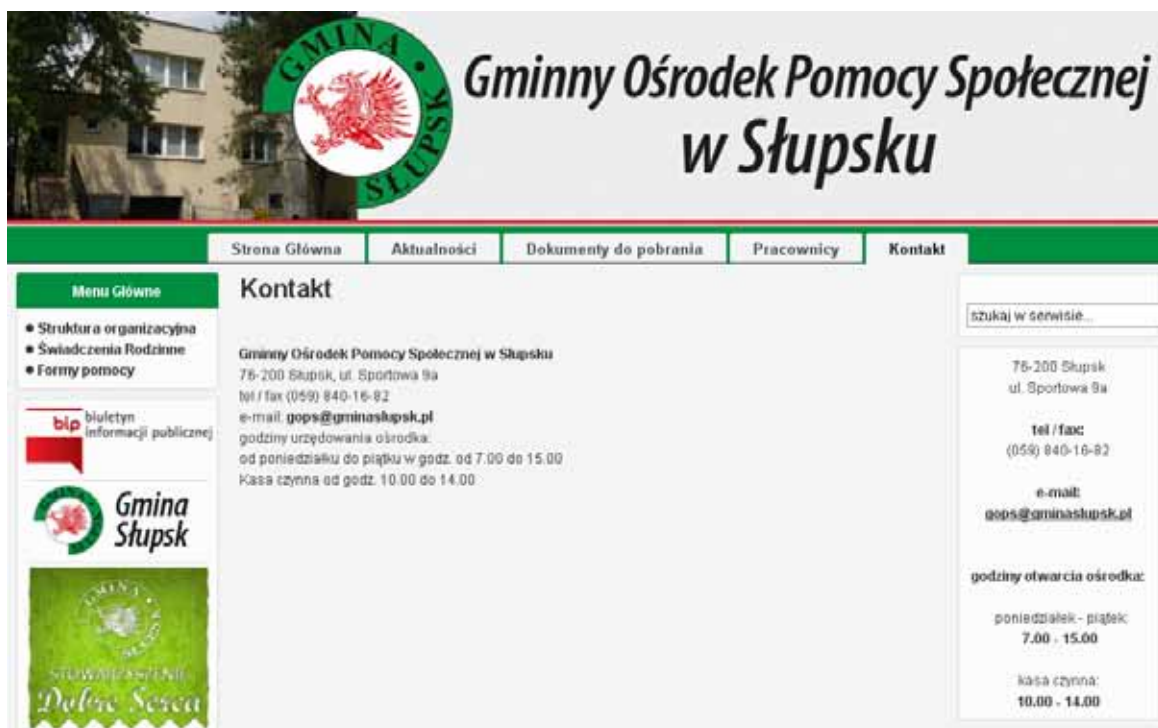 GMINA SŁUPSK
Gminny Ośrodek Pomocy Społecznej
w Słupsku
Strona Główna
Aktualności
Dokumenty do pobrania
Pracownicy
Kontakt
Menu Główne
Struktura organizacyjna
Świadczenia Rodzinne
Formy pomocy
bip biuletyn
informacji publicznej
Gmina
Słupsk
GMINA SŁUPSK
STOWARZYSZENIE
Dobre Serca
Kontakt
Gminny Ośrodek Pomocy Społecznej w Słupsku
76-200 Słupsk, ul. Sportowa 9a
tel / fax (059) 840-16-82
e-mail: gops@gminaslupsk.pl
godziny urzędowania ośrodka:
od poniedziałku do piątku w godz. od 7.00 do 15.00
Kasa czynna od godz. 10.00 do 14.00
szukaj w serwisie...
76-200 Słupsk
ul. Sportowa 9a
tel / fax:
(059) 840-16-82
e-mail:
gops@gminaslupsk.pl
godziny otwarcia ośrodka:
poniedziałek - piątek:
7.00 - 15.00
kasa czynna:
10.00 - 14.00